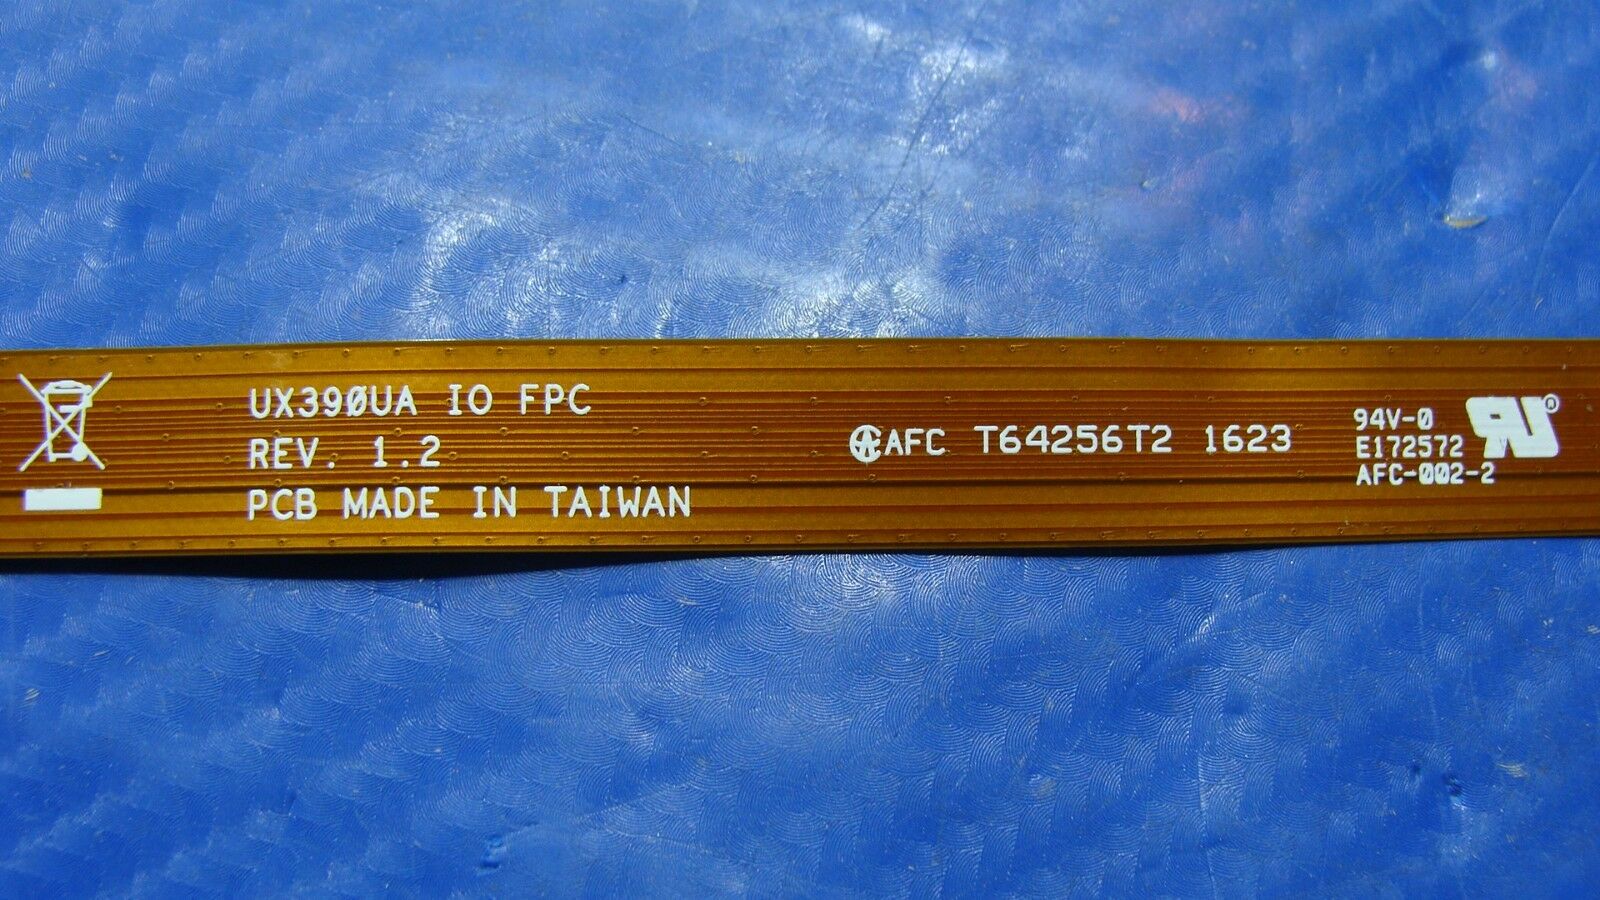 UX390UA IO FPC
REV. 1.2
PCB MADE IN TAIWAN
AFC T64256T2 1623
94V-0
E172572
AFC-002-2